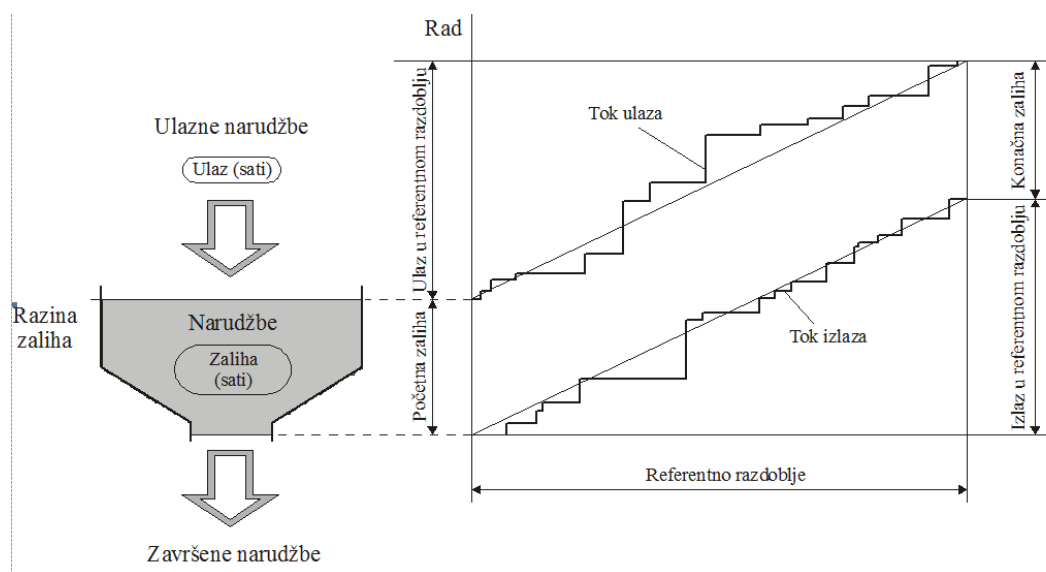 Rad
Ulazne narudžbe
Ulaz (sati)
Razina
zaliha
Narudžbe
Zaliha
(sati)
Završene narudžbe
Ulaz u referentnom razdoblju
Početna zaliha
Tok ulaza
Tok izlaza
Konačna zaliha
Izlaz u referentnom razdoblju
Referentno razdoblje